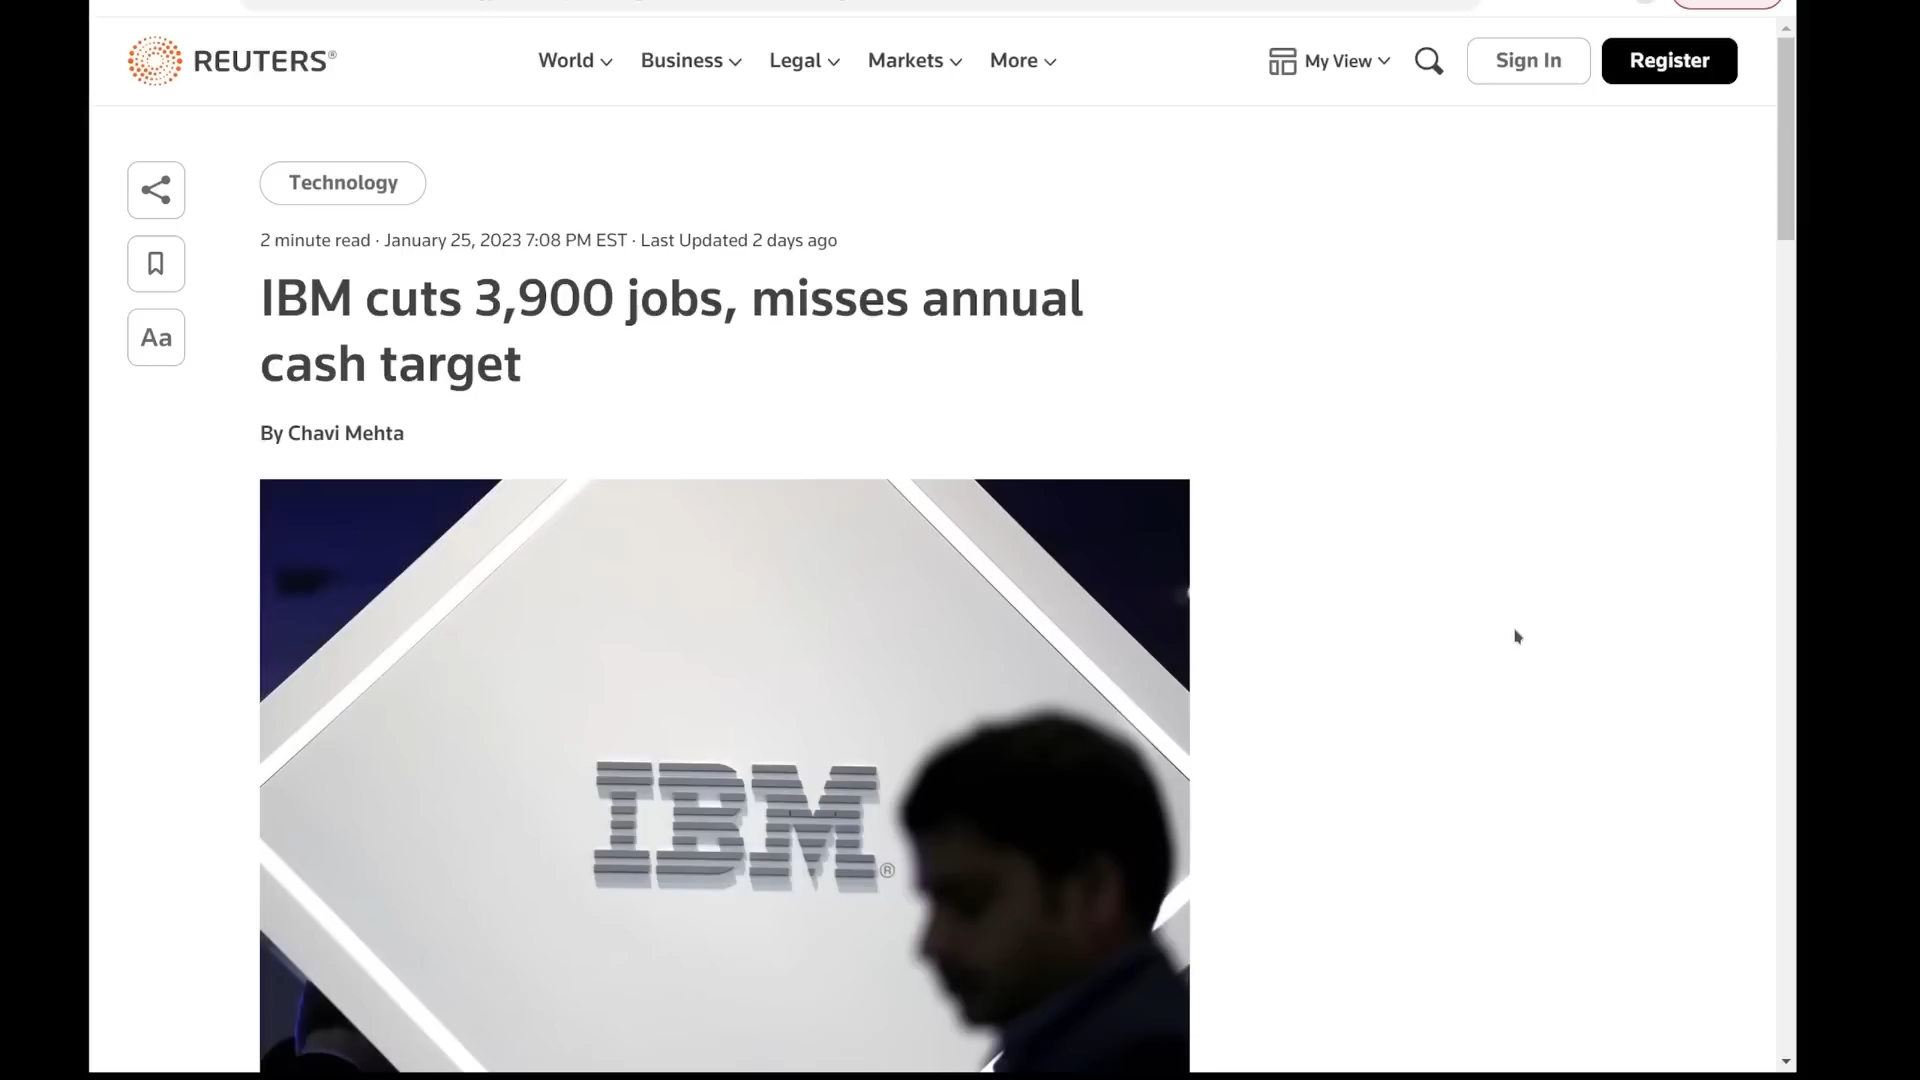 REUTERS®
World
Business
Legal
Markets
More
My View
Sign In
Register
Technology
2 minute read · January 25, 2023 7:08 PM EST · Last Updated 2 days ago
IBM cuts 3,900 jobs, misses annual
cash target
Aa
By Chavi Mehta
IBM®